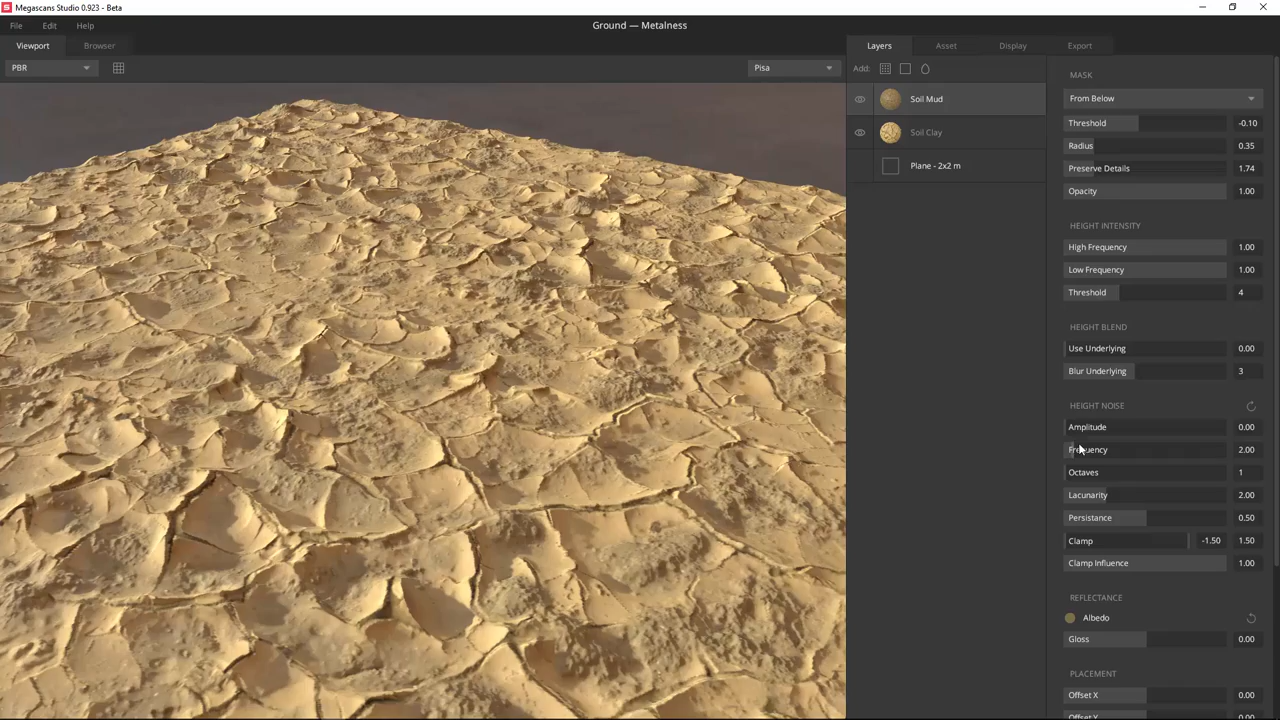 Megascans Studio 0.923 - Beta
File Edit Help
Ground — Metalness
Viewport Browser
Layers Asset Display Export
PBR
Pisa
Add:
Soil Mud
Soil Clay
Plane - 2x2 m
MASK
From Below
Threshold -0.10
Radius 0.35
Preserve Details 1.74
Opacity 1.00
HEIGHT INTENSITY
High Frequency 1.00
Low Frequency 1.00
Threshold 4
HEIGHT BLEND
Use Underlying 0.00
Blur Underlying 3
HEIGHT NOISE
Amplitude 0.00
Frequency 2.00
Octaves 1
Lacunarity 2.00
Persistance 0.50
Clamp -1.50 1.50
Clamp Influence 1.00
REFLECTANCE
Albedo
Gloss 0.00
PLACEMENT
Offset X 0.00
Offset Y 0.00